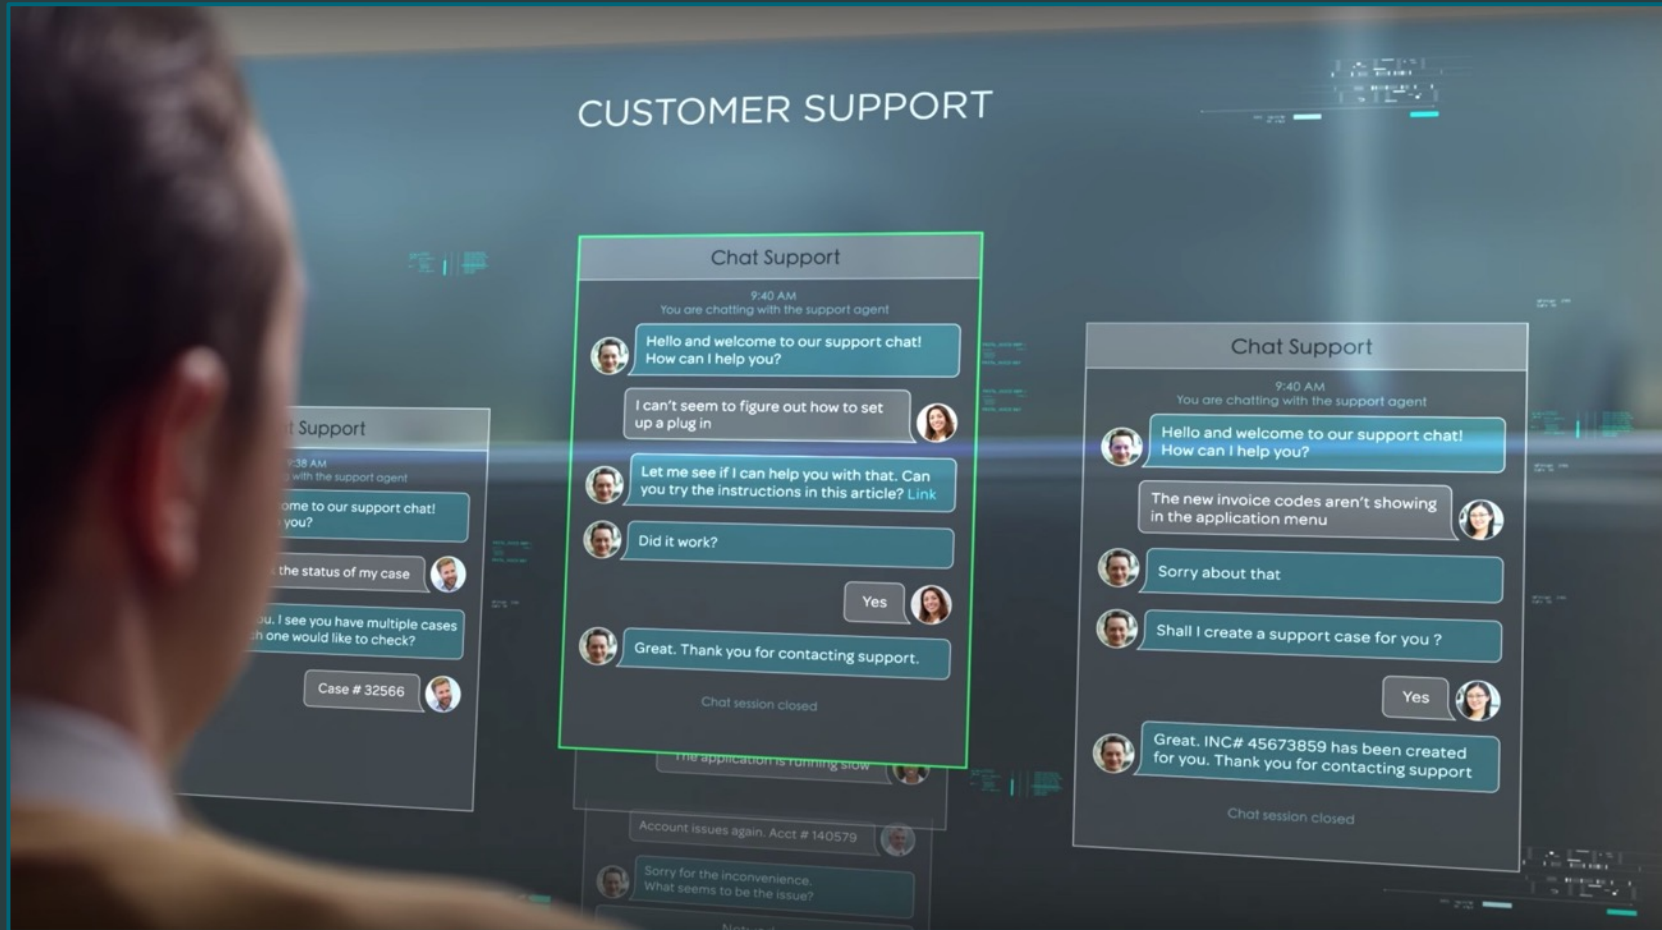 CUSTOMER SUPPORT
Support
9:38 AM
with the support agent
ome to our support chat!
you?
the status of my case
ou. I see you have multiple cases
ch one would like to check?
Case # 32566
Chat Support
9:40 AM
You are chatting with the support agent
Hello and welcome to our support chat!
How can I help you?
I can't seem to figure out how to set
up a plug in
Let me see if I can help you with that. Can
you try the instructions in this article? Link
Did it work?
Yes
Great. Thank you for contacting support.
Chat session closed
The application is running slow
Account issues again. Acct # 140579
Sorry for the inconvenience.
What seems to be the issue?
Chat Support
9:40 AM
You are chatting with the support agent
Hello and welcome to our support chat!
How can I help you?
The new invoice codes aren't showing
in the application menu
Sorry about that
Shall I create a support case for you ?
Yes
Great. INC# 45673859 has been created
for you. Thank you for contacting support
Chat session closed